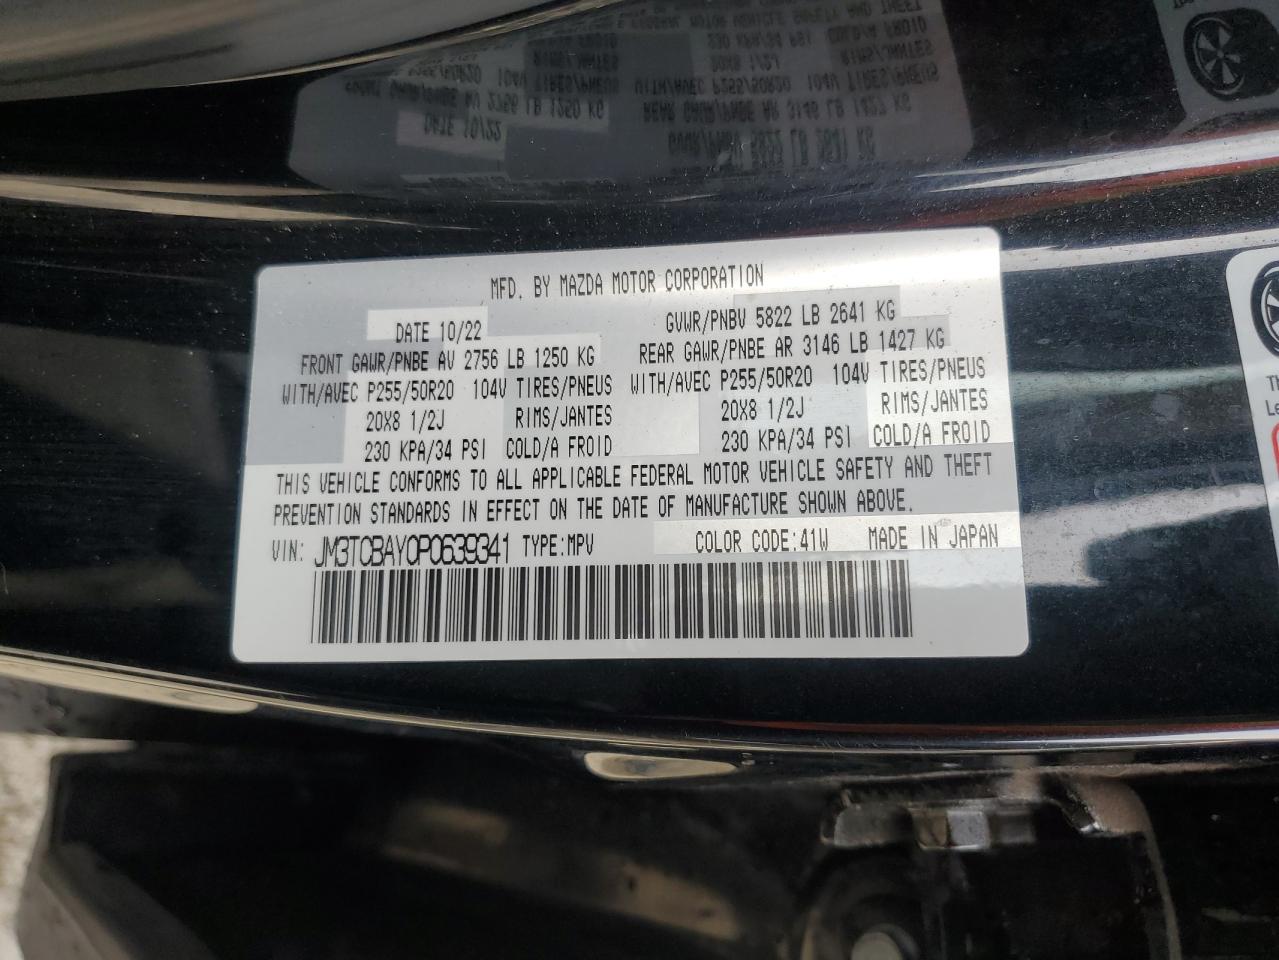 MFD. BY MAZDA MOTOR CORPORATION
DATE 10/22 GVWR/PNBV 5822 LB 2641 KG
FRONT GAWR/PNBE AV 2756 LB 1250 KG REAR GAWR/PNBE AR 3146 LB 1427 KG
WITH/AVEC P255/50R20 104V TIRES/PNEUS WITH/AVEC P255/50R20 104V TIRES/PNEUS
20X8 1/2J RIMS/JANTES 20X8 1/2J RIMS/JANTES
230 KPA/34 PSI COLD/A FROID 230 KPA/34 PSI COLD/A FROID
THIS VEHICLE CONFORMS TO ALL APPLICABLE FEDERAL MOTOR VEHICLE SAFETY AND THEFT
PREVENTION STANDARDS IN EFFECT ON THE DATE OF MANUFACTURE SHOWN ABOVE.
VIN: JM3TCBAY0P0639341 TYPE:MPV COLOR CODE:41W MADE IN JAPAN